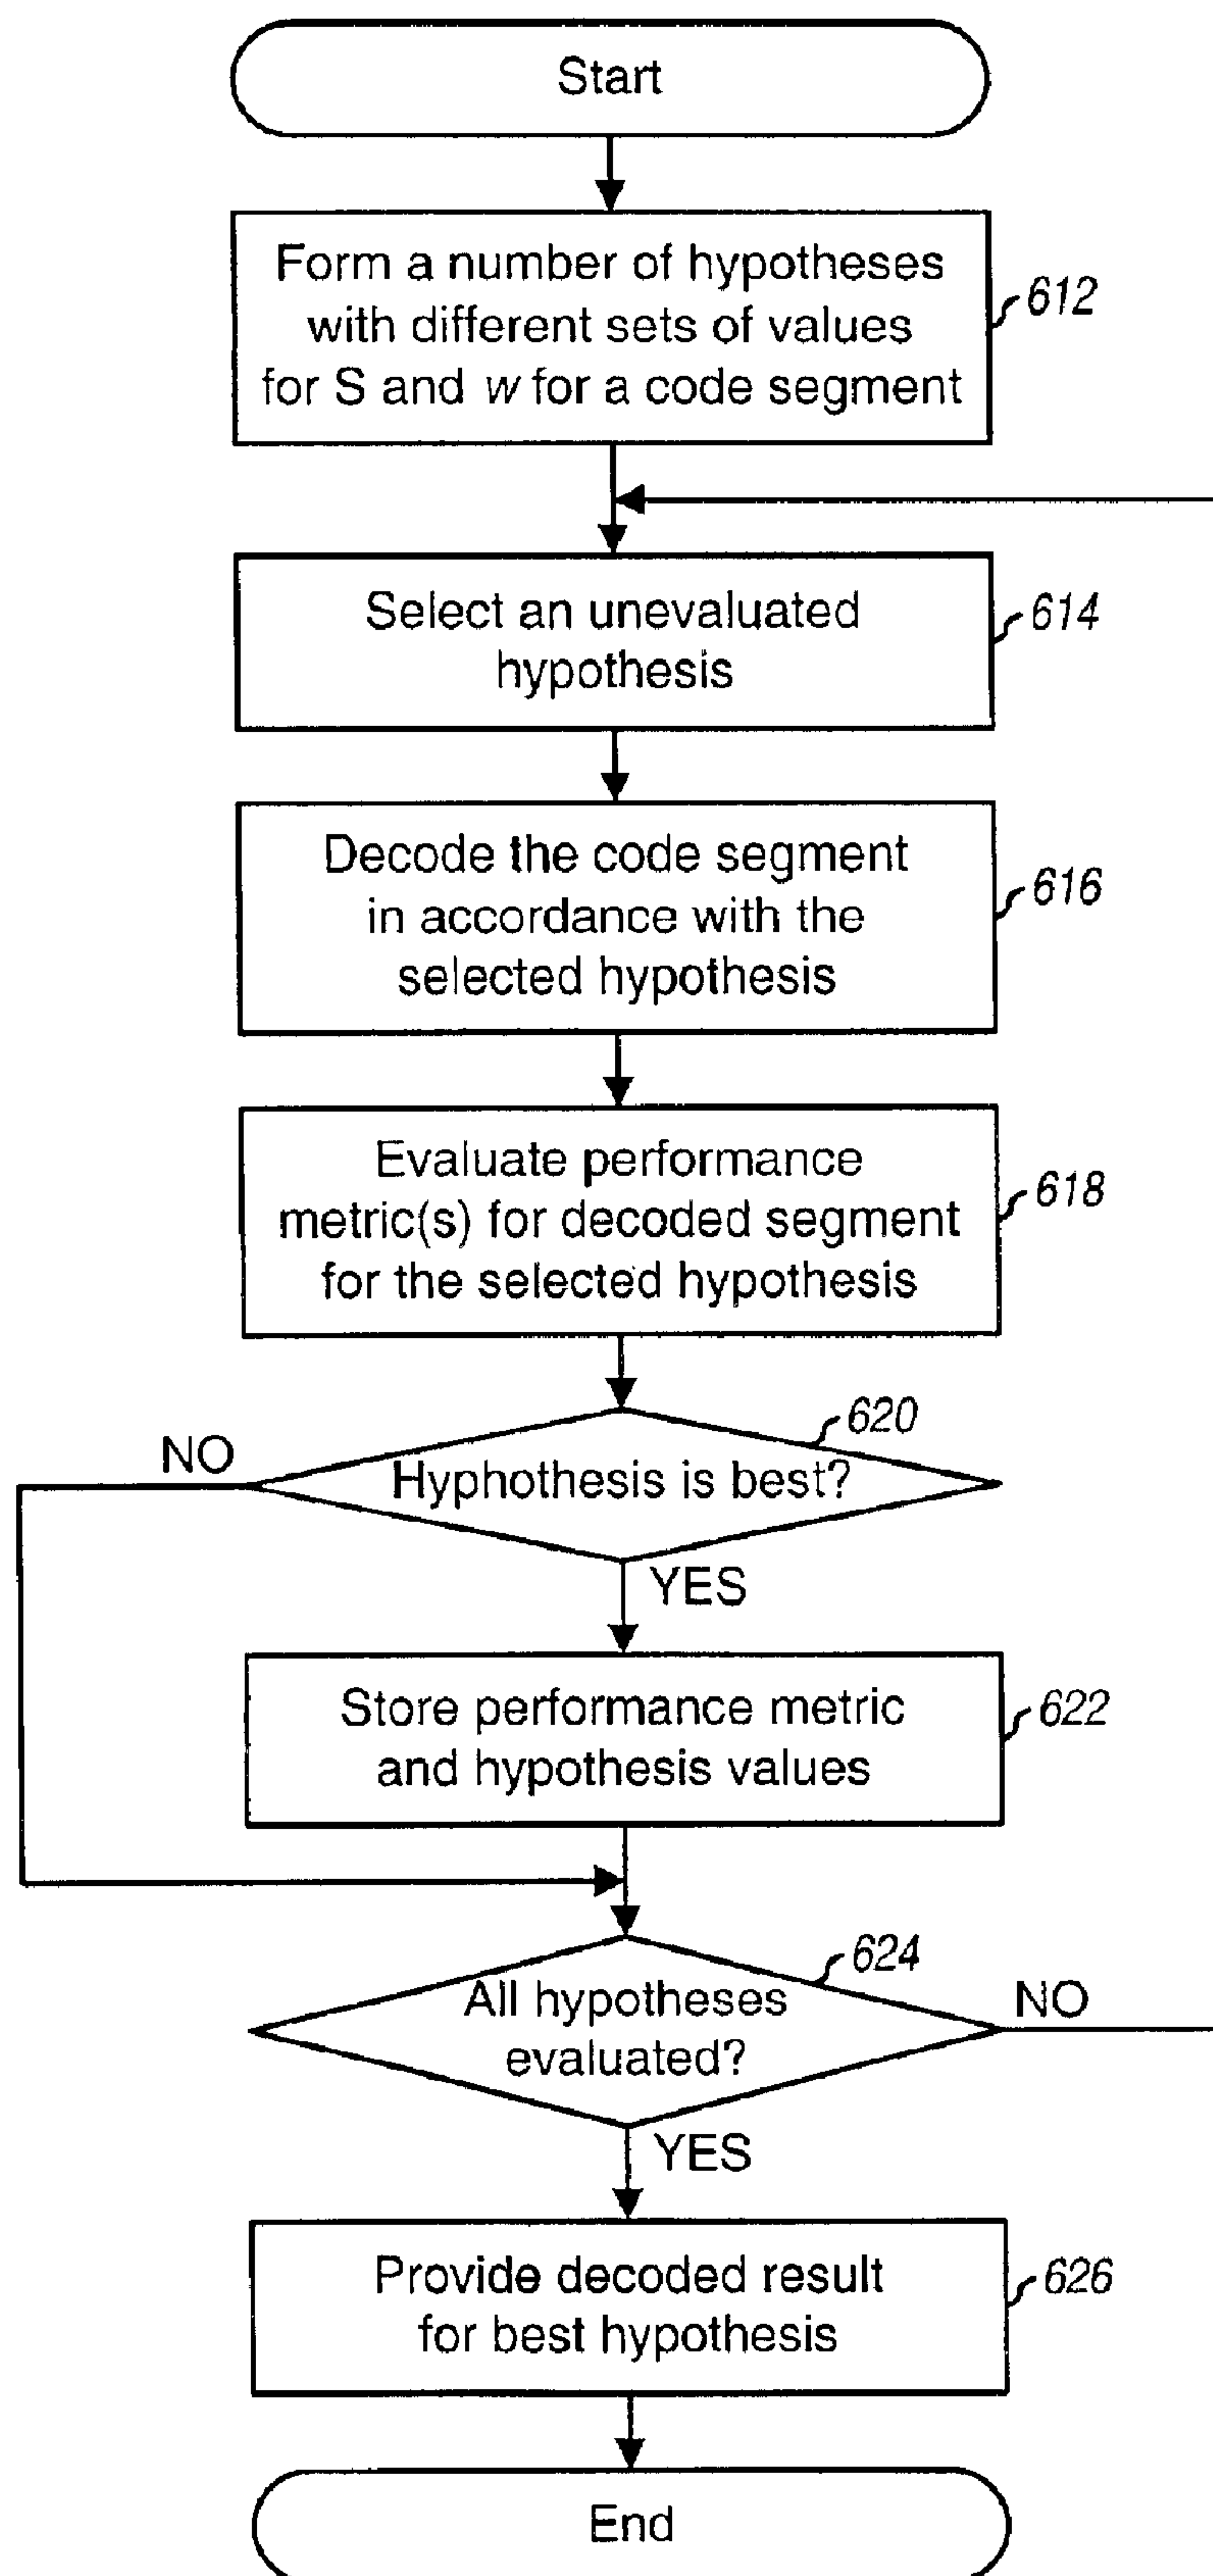 Start
Form a number of hypotheses
with different sets of values
for S and w for a code segment
612
Select an unevaluated
hypothesis
614
Decode the code segment
in accordance with the
selected hypothesis
616
Evaluate performance
metric(s) for decoded segment
for the selected hypothesis
618
620
NO
Hyphothesis is best?
YES
Store performance metric
and hypothesis values
622
624
All hypotheses
evaluated?
NO
YES
Provide decoded result
for best hypothesis
626
End